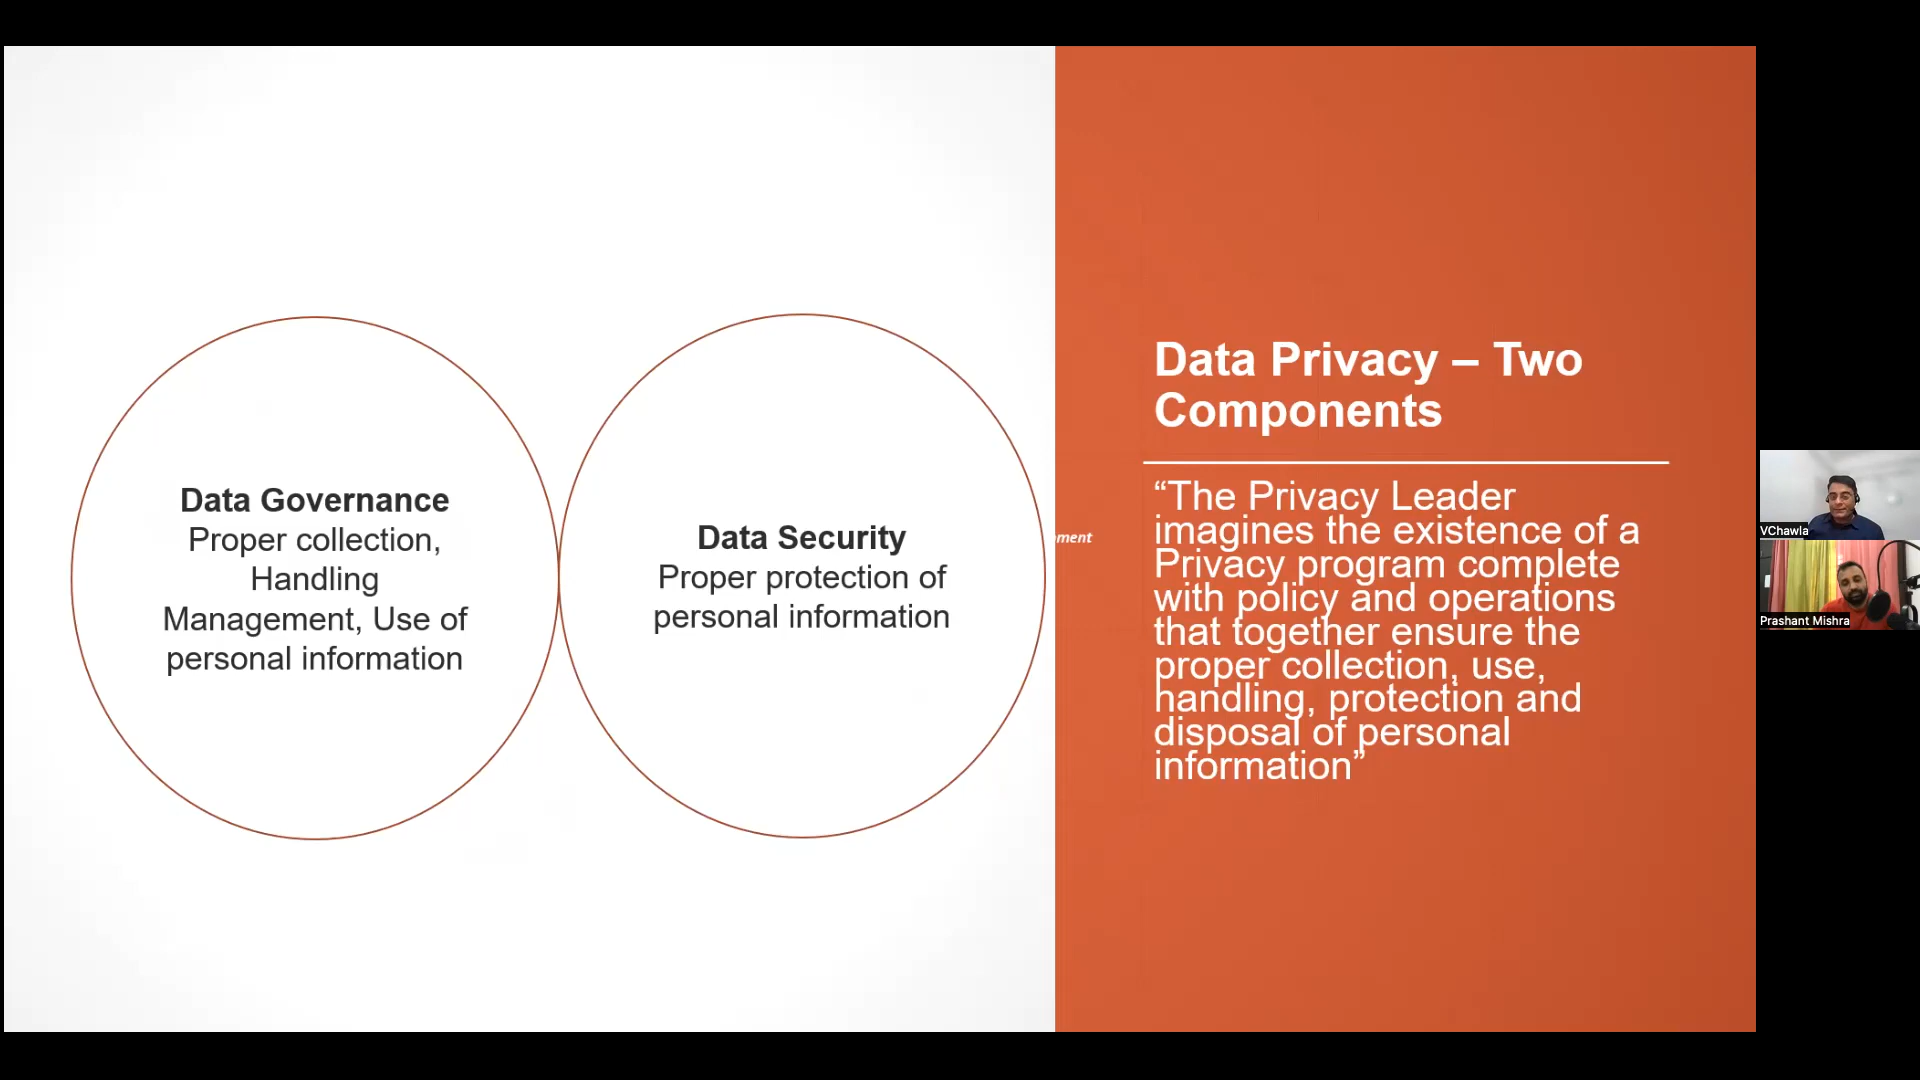 Data Governance
Proper collection,
Handling
Management, Use of
personal information
Data Security
Proper protection of
personal information
Data Privacy – Two
Components
“The Privacy Leader
imagines the existence of a
Privacy program complete
with policy and operations
that together ensure the
proper collection, use,
handling, protection and
disposal of personal
information”
VChawla
Prashant Mishra